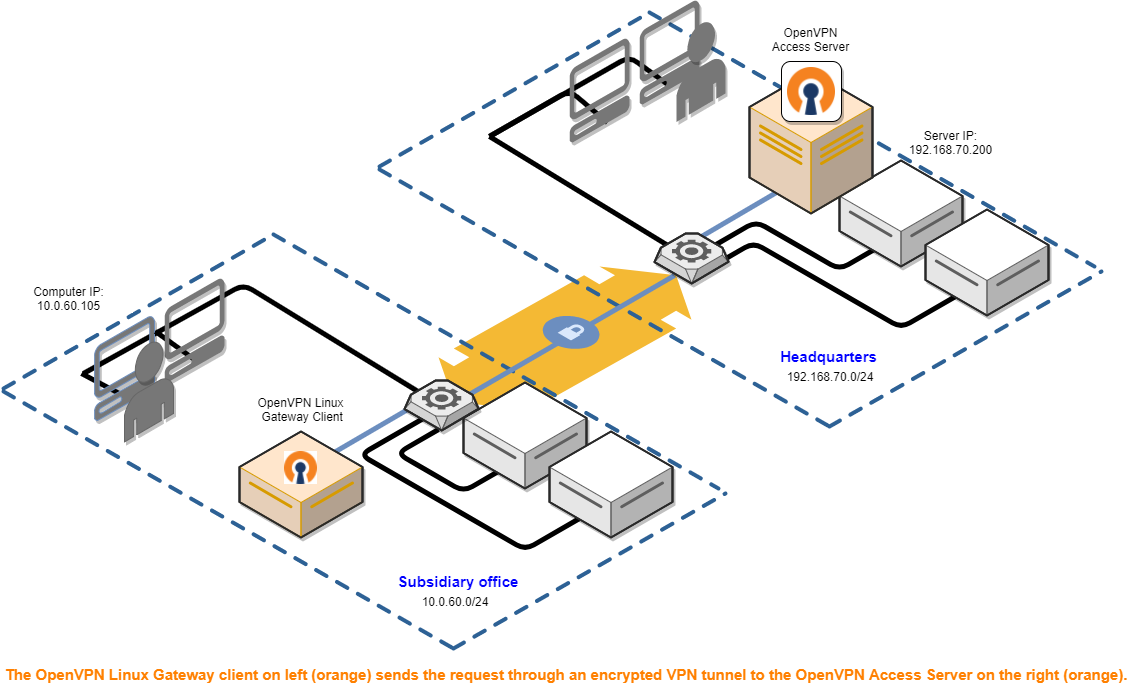 OpenVPN
Access Server
Server IP:
192.168.70.200
Computer IP:
10.0.60.105
Headquarters
192.168.70.0/24
OpenVPN Linux
Gateway Client
Subsidiary office
10.0.60.0/24
The OpenVPN Linux Gateway client on left (orange) sends the request through an encrypted VPN tunnel to the OpenVPN Access Server on the right (orange).